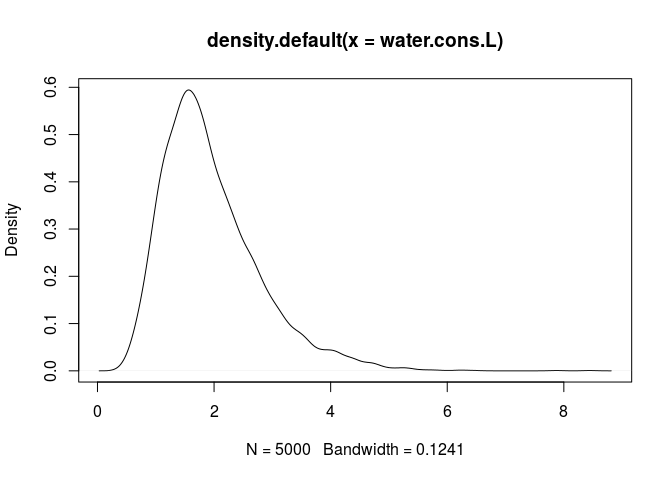 density.default(x = water.cons.L)
Density
0.6
0.5
0.4
0.3
0.2
0.1
0.0
0 2 4 6 8
N = 5000 Bandwidth = 0.1241